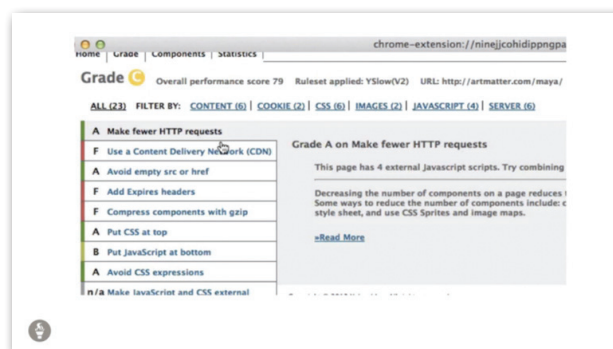 chrome-extension://ninejjcohidippngpa
Home Grade Components Statistics
Grade C Overall performance score 79 Ruleset applied: YSlow(V2) URL: http://artmatter.com/maya/
ALL (23) FILTER BY: CONTENT (6) | COOKIE (2) | CSS (6) | IMAGES (2) | JAVASCRIPT (4) | SERVER (6)
A Make fewer HTTP requests
F Use a Content Delivery Network (CDN)
A Avoid empty src or href
F Add Expires headers
F Compress components with gzip
A Put CSS at top
B Put JavaScript at bottom
A Avoid CSS expressions
n/a Make JavaScript and CSS external
Grade A on Make fewer HTTP requests
This page has 4 external Javascript scripts. Try combining
Decreasing the number of components on a page reduces
Some ways to reduce the number of components include:
style sheet, and use CSS Sprites and image maps.
»Read More